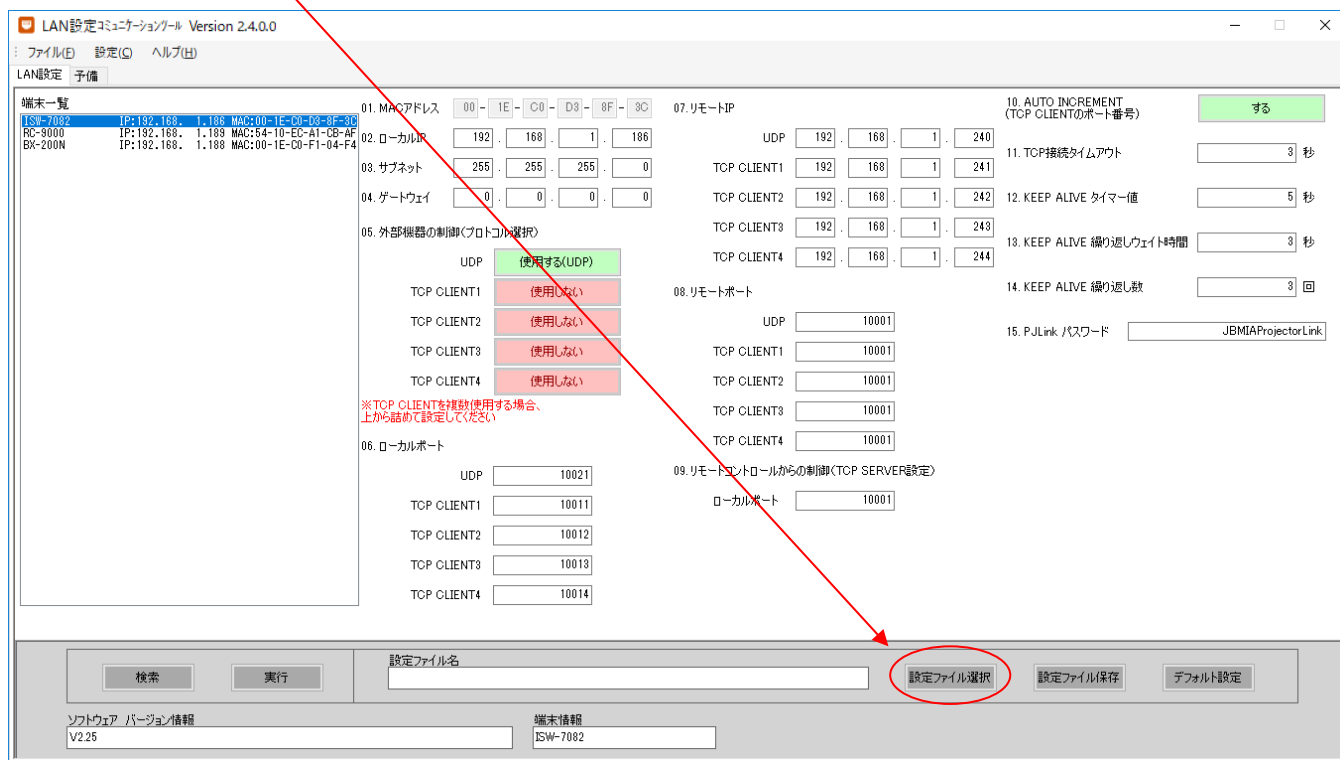 LAN設定コミュニケーションツール Version 2.4.0.0
ファイル(F) 設定(C) ヘルプ(H)
LAN設定 予備
端末一覧
ISW-7082 IP:192.168. 1.186 MAC:00-1E-C0-D3-8F-3C
RC-9000 IP:192.168. 1.189 MAC:54-10-EC-A1-CB-AF
BX-200N IP:192.168. 1.188 MAC:00-1E-C0-F1-04-F4
01. MACアドレス 00 - 1E - C0 - D3 - 8F - 3C
02. ローカルIP 192 . 168 . 1 . 186
03. サブネット 255 . 255 . 255 . 0
04. ゲートウェイ 0 . 0 . 0 . 0
05. 外部機器の制御(プロトコル選択)
UDP 使用する(UDP)
TCP CLIENT1 使用しない
TCP CLIENT2 使用しない
TCP CLIENT3 使用しない
TCP CLIENT4 使用しない
※TCP CLIENTを複数使用する場合、
上から詰めて設定してください
06. ローカルポート
UDP 10021
TCP CLIENT1 10011
TCP CLIENT2 10012
TCP CLIENT3 10013
TCP CLIENT4 10014
07. リモートIP
UDP 192 . 168 . 1 . 240
TCP CLIENT1 192 . 168 . 1 . 241
TCP CLIENT2 192 . 168 . 1 . 242
TCP CLIENT3 192 . 168 . 1 . 243
TCP CLIENT4 192 . 168 . 1 . 244
08. リモートポート
UDP 10001
TCP CLIENT1 10001
TCP CLIENT2 10001
TCP CLIENT3 10001
TCP CLIENT4 10001
09. リモートコントロールからの制御(TCP SERVER設定)
ローカルポート 10001
10. AUTO INCREMENT
(TCP CLIENTのポート番号) する
11. TCP接続タイムアウト 3 秒
12. KEEP ALIVE タイマー値 5 秒
13. KEEP ALIVE 繰り返しウェイト時間 3 秒
14. KEEP ALIVE 繰り返し数 3 回
15. PJLink パスワード JBMIAProjectorLink
検索 実行
設定ファイル名
設定ファイル選択 設定ファイル保存 デフォルト設定
ソフトウェア バージョン情報
V2.25
端末情報
ISW-7082